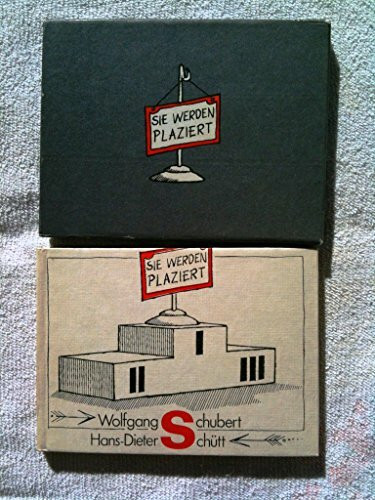 SIE WERDEN
PLAZIERT
SIE WERDEN
PLAZIERT
Wolfgang Schubert
Hans-Dieter Schütt